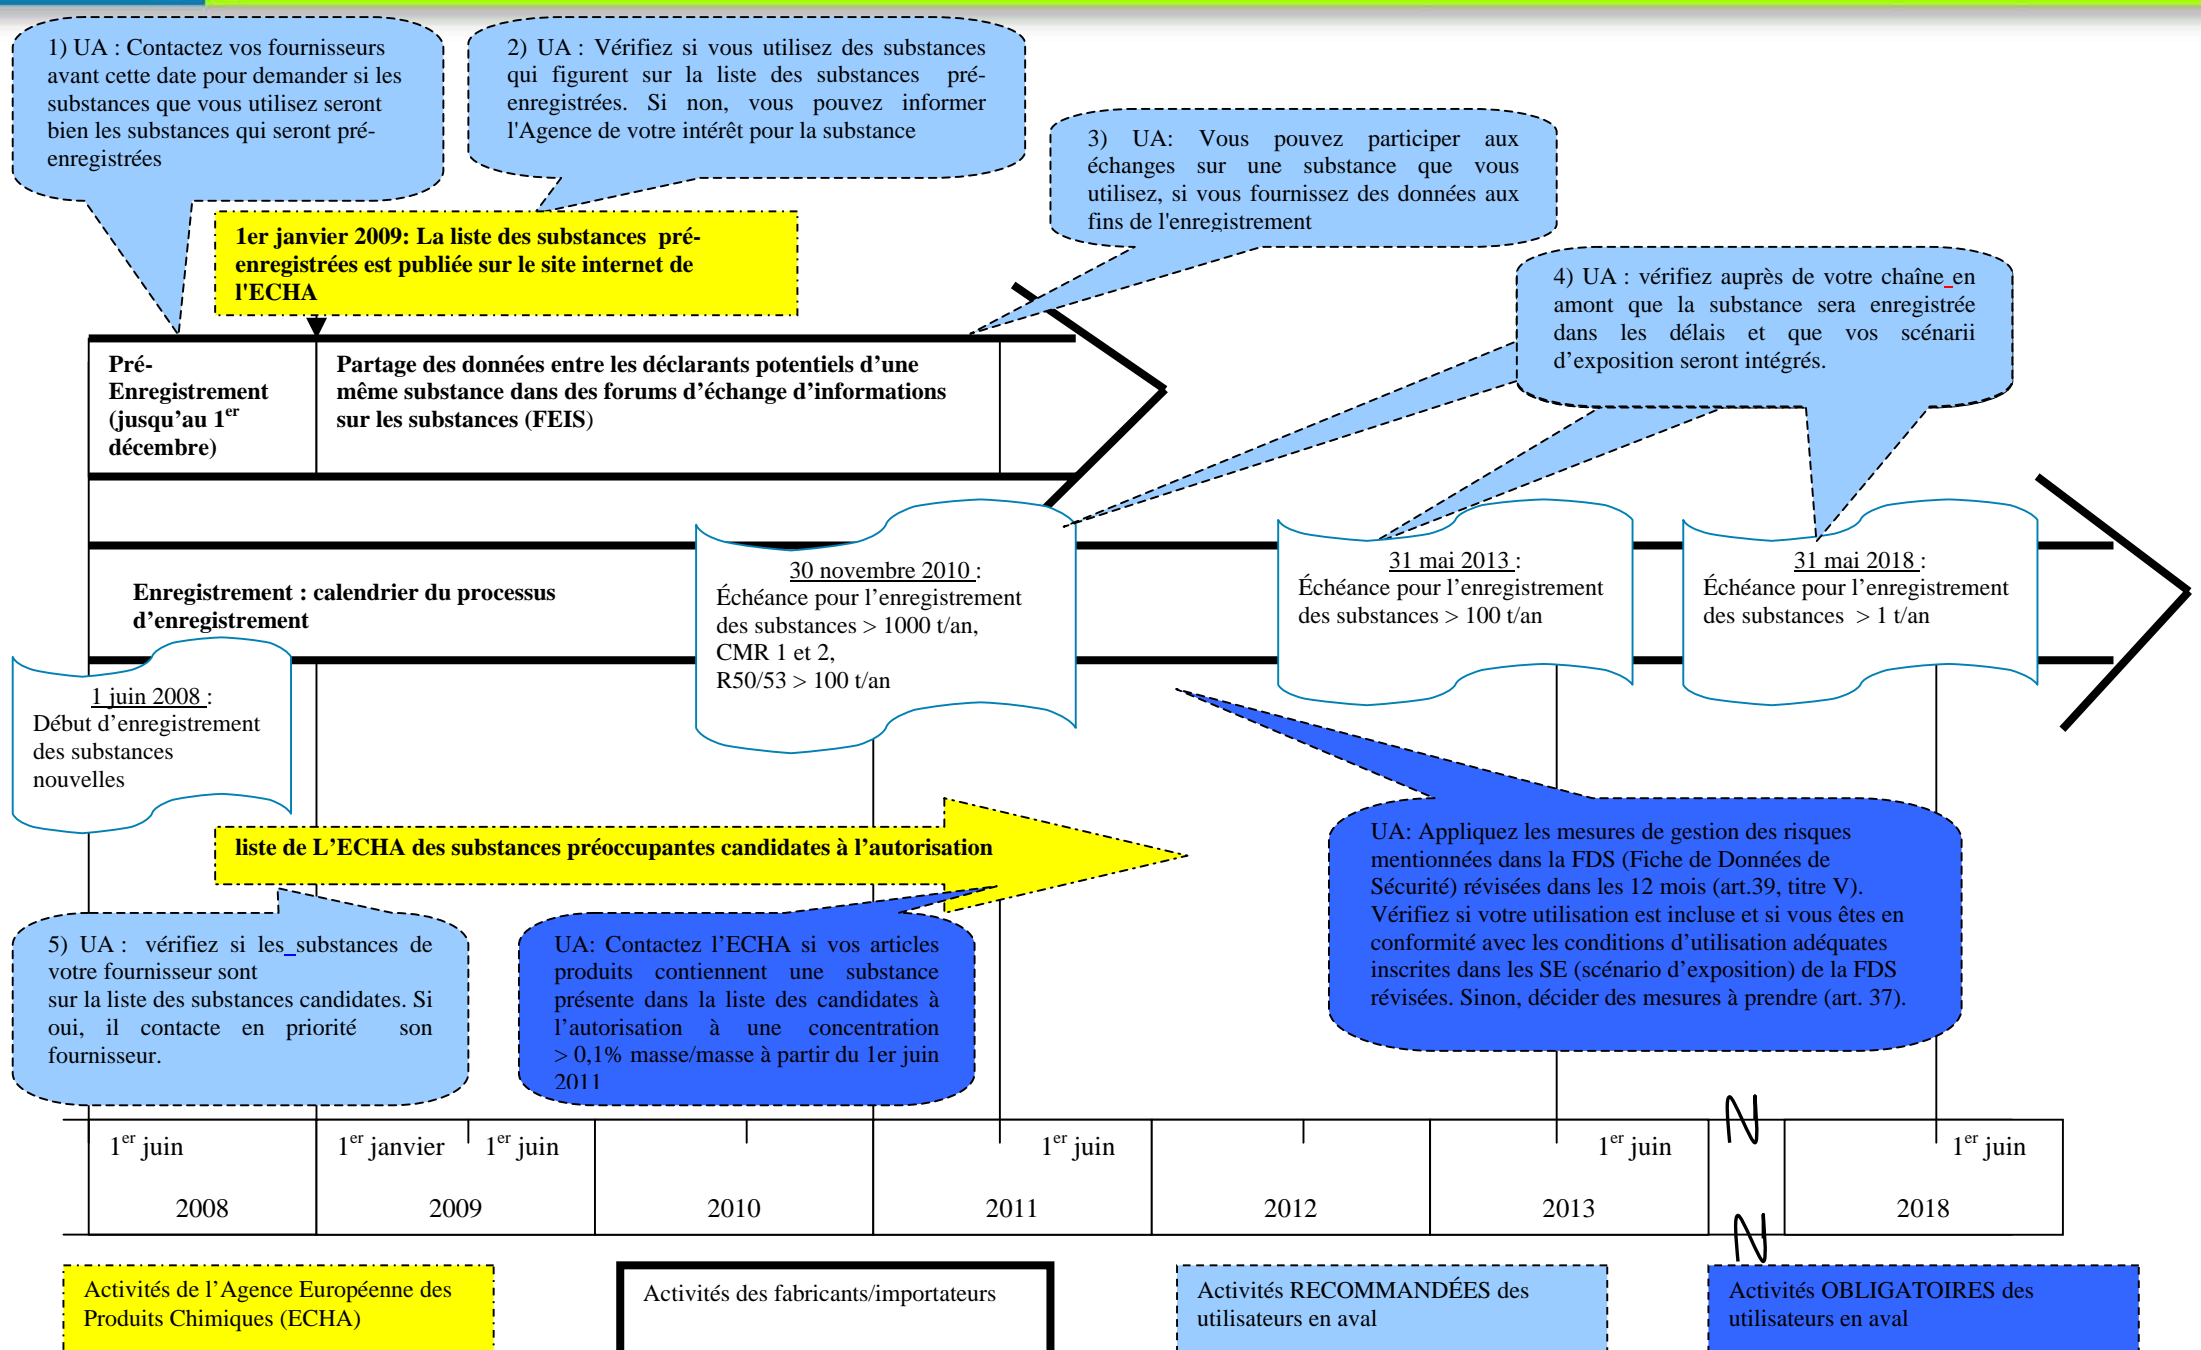 1) UA : Contactez vos fournisseurs
avant cette date pour demander si les
substances que vous utilisez seront
bien les substances qui seront pré-
enregistrées
2) UA : Vérifiez si vous utilisez des substances
qui figurent sur la liste des substances pré-
enregistrées. Si non, vous pouvez informer
l'Agence de votre intérêt pour la substance
3) UA: Vous pouvez participer aux
échanges sur une substance que vous
utilisez, si vous fournissez des données aux
fins de l'enregistrement
1er janvier 2009: La liste des substances pré-
enregistrées est publiée sur le site internet de
l'ECHA
4) UA : vérifiez auprès de votre chaîne en
amont que la substance sera enregistrée
dans les délais et que vos scénarii
d’exposition seront intégrés.
Pré-
Enregistrement
(jusqu’au 1er
décembre)
Partage des données entre les déclarants potentiels d’une
même substance dans des forums d’échange d’informations
sur les substances (FEIS)
Enregistrement : calendrier du processus
d’enregistrement
30 novembre 2010 :
Échéance pour l’enregistrement
des substances > 1000 t/an,
CMR 1 et 2,
R50/53 > 100 t/an
31 mai 2013 :
Échéance pour l’enregistrement
des substances > 100 t/an
31 mai 2018 :
Échéance pour l’enregistrement
des substances > 1 t/an
1 juin 2008 :
Début d’enregistrement
des substances
nouvelles
liste de L’ECHA des substances préoccupantes candidates à l’autorisation
UA: Appliquez les mesures de gestion des risques
mentionnées dans la FDS (Fiche de Données de
Sécurité) révisées dans les 12 mois (art.39, titre V).
Vérifiez si votre utilisation est incluse et si vous êtes en
conformité avec les conditions d’utilisation adéquates
inscrites dans les SE (scénario d’exposition) de la FDS
révisées. Sinon, décider des mesures à prendre (art. 37).
5) UA : vérifiez si les substances de
votre fournisseur sont
sur la liste des substances candidates. Si
oui, il contacte en priorité son
fournisseur.
UA: Contactez l’ECHA si vos articles
produits contiennent une substance
présente dans la liste des candidates à
l’autorisation à une concentration
> 0,1% masse/masse à partir du 1er juin
2011
1er juin 1er janvier 1er juin 1er juin 1er juin 1er juin
2008 2009 2010 2011 2012 2013 2018
Activités de l’Agence Européenne des
Produits Chimiques (ECHA)
Activités des fabricants/importateurs
Activités RECOMMANDÉES des
utilisateurs en aval
Activités OBLIGATOIRES des
utilisateurs en aval